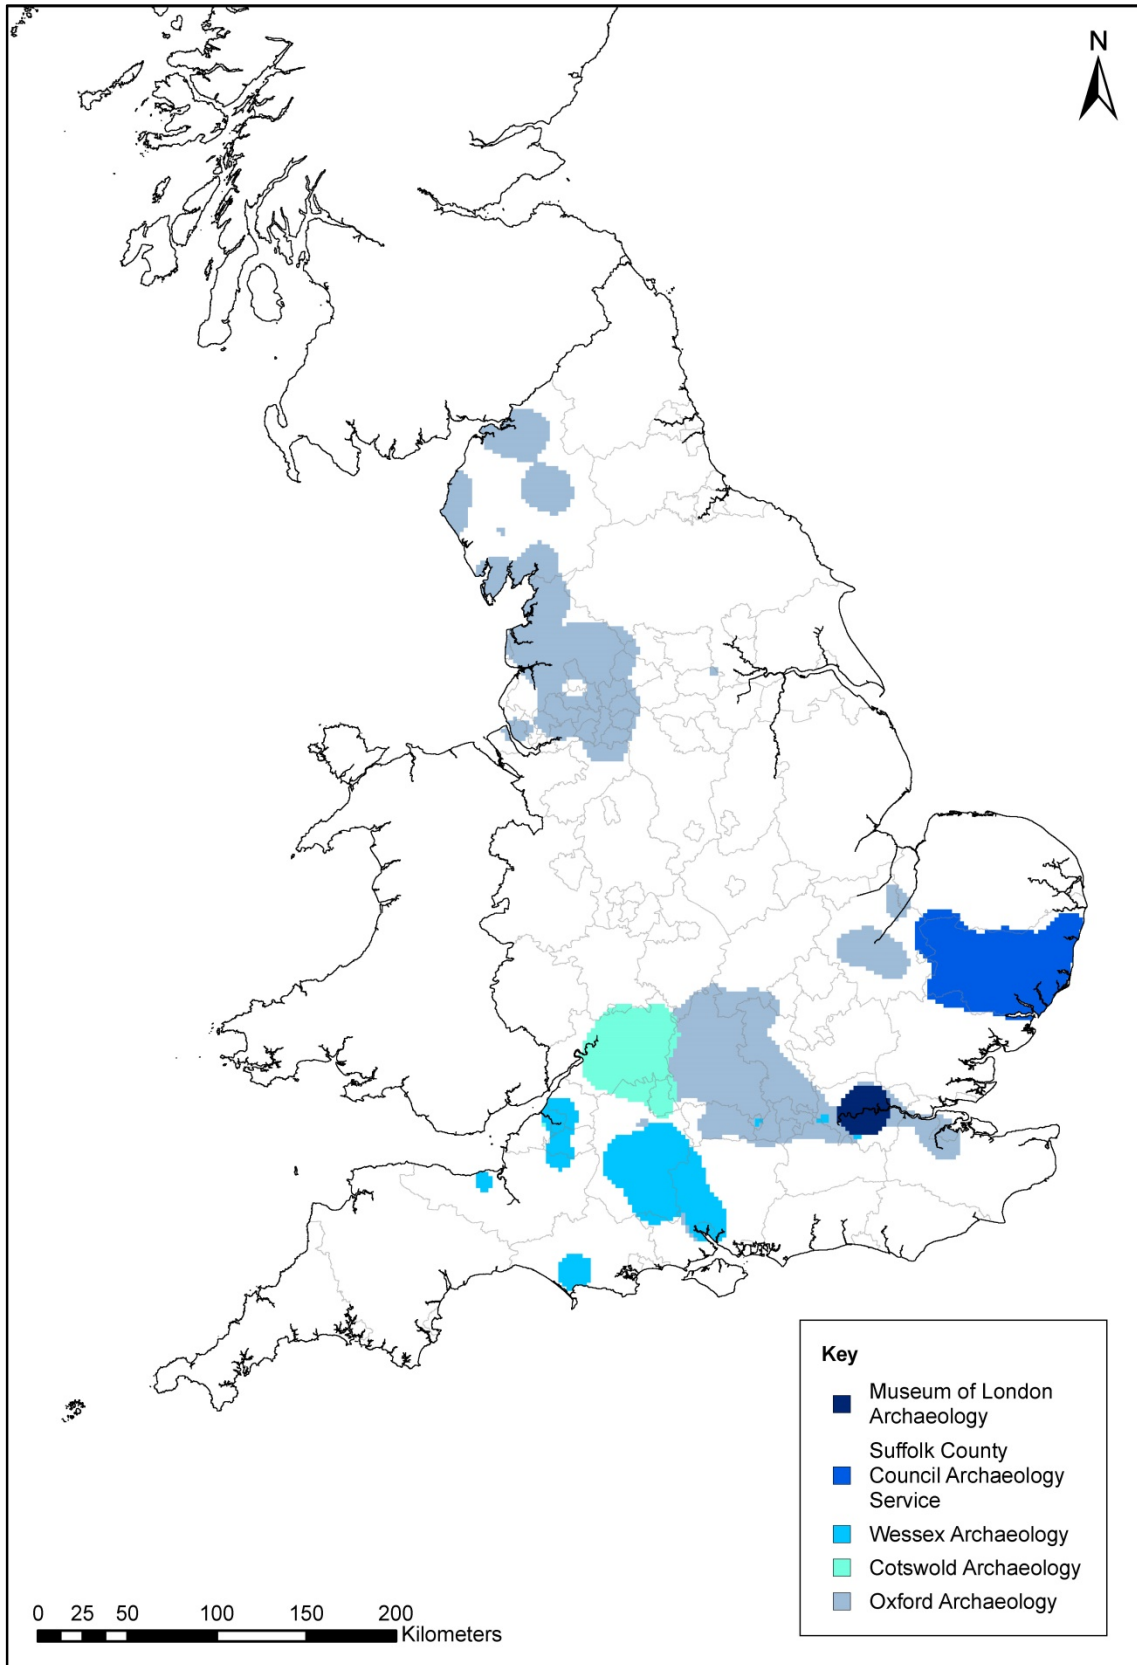 N
Key
Museum of London
Archaeology
Suffolk County
Council Archaeology
Service
Wessex Archaeology
Cotswold Archaeology
Oxford Archaeology
0 25 50 100 150 200
Kilometers